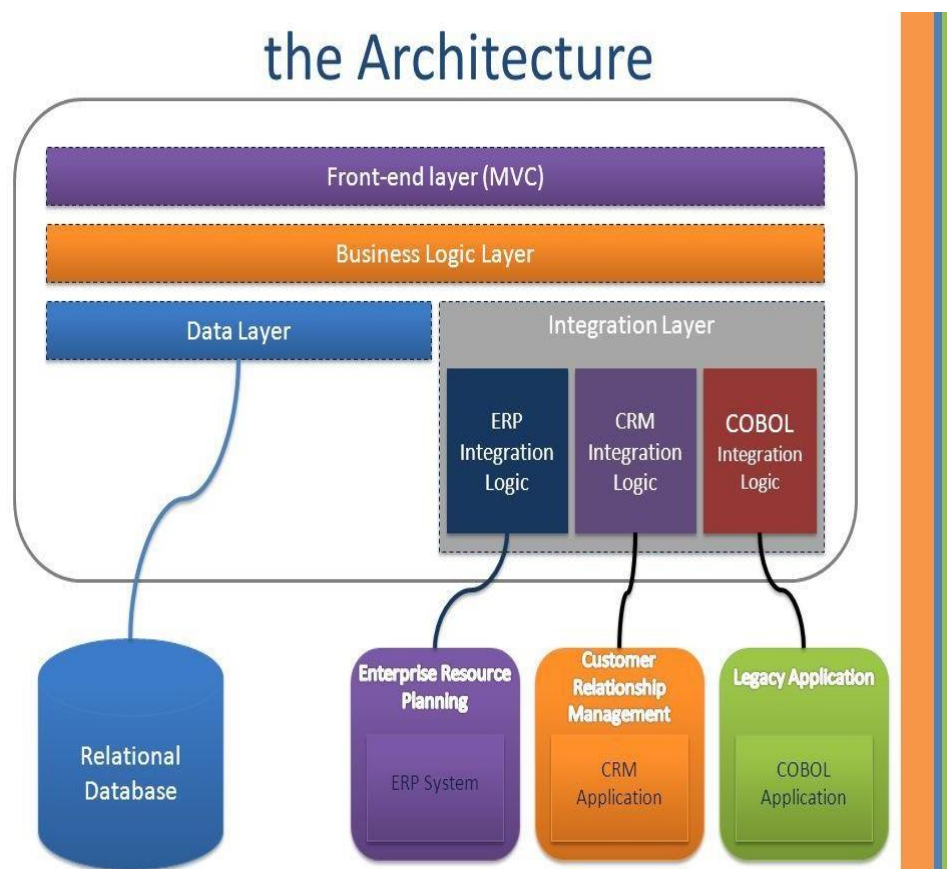 the Architecture
Front-end layer (MVC)
Business Logic Layer
Data Layer
Integration Layer
ERP
Integration
Logic
CRM
Integration
Logic
COBOL
Integration
Logic
Relational
Database
Enterprise Resource
Planning
ERP System
Customer
Relationship
Management
CRM
Application
Legacy Application
COBOL
Application